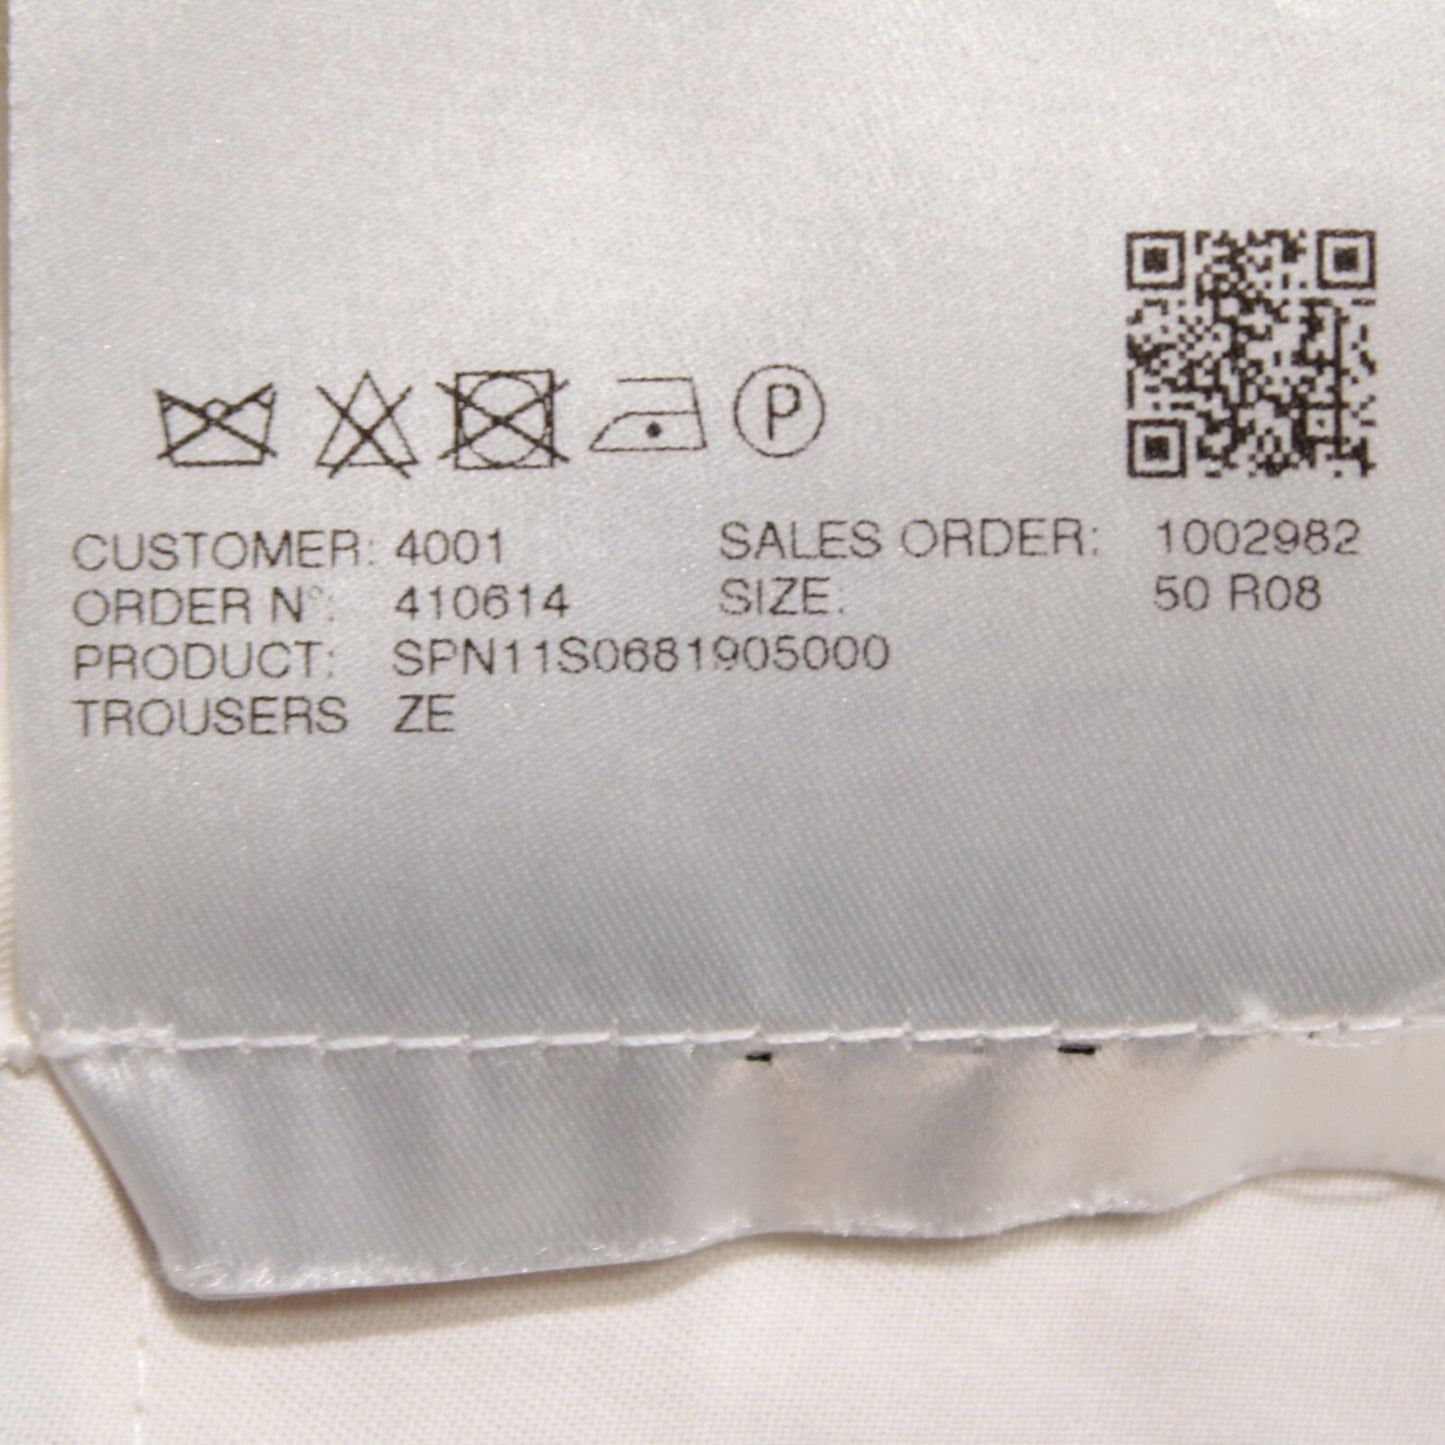 P
CUSTOMER: 4001 SALES ORDER: 1002982
ORDER N°: 410614 SIZE: 50 R08
PRODUCT: SPN11S0681905000
TROUSERS ZE